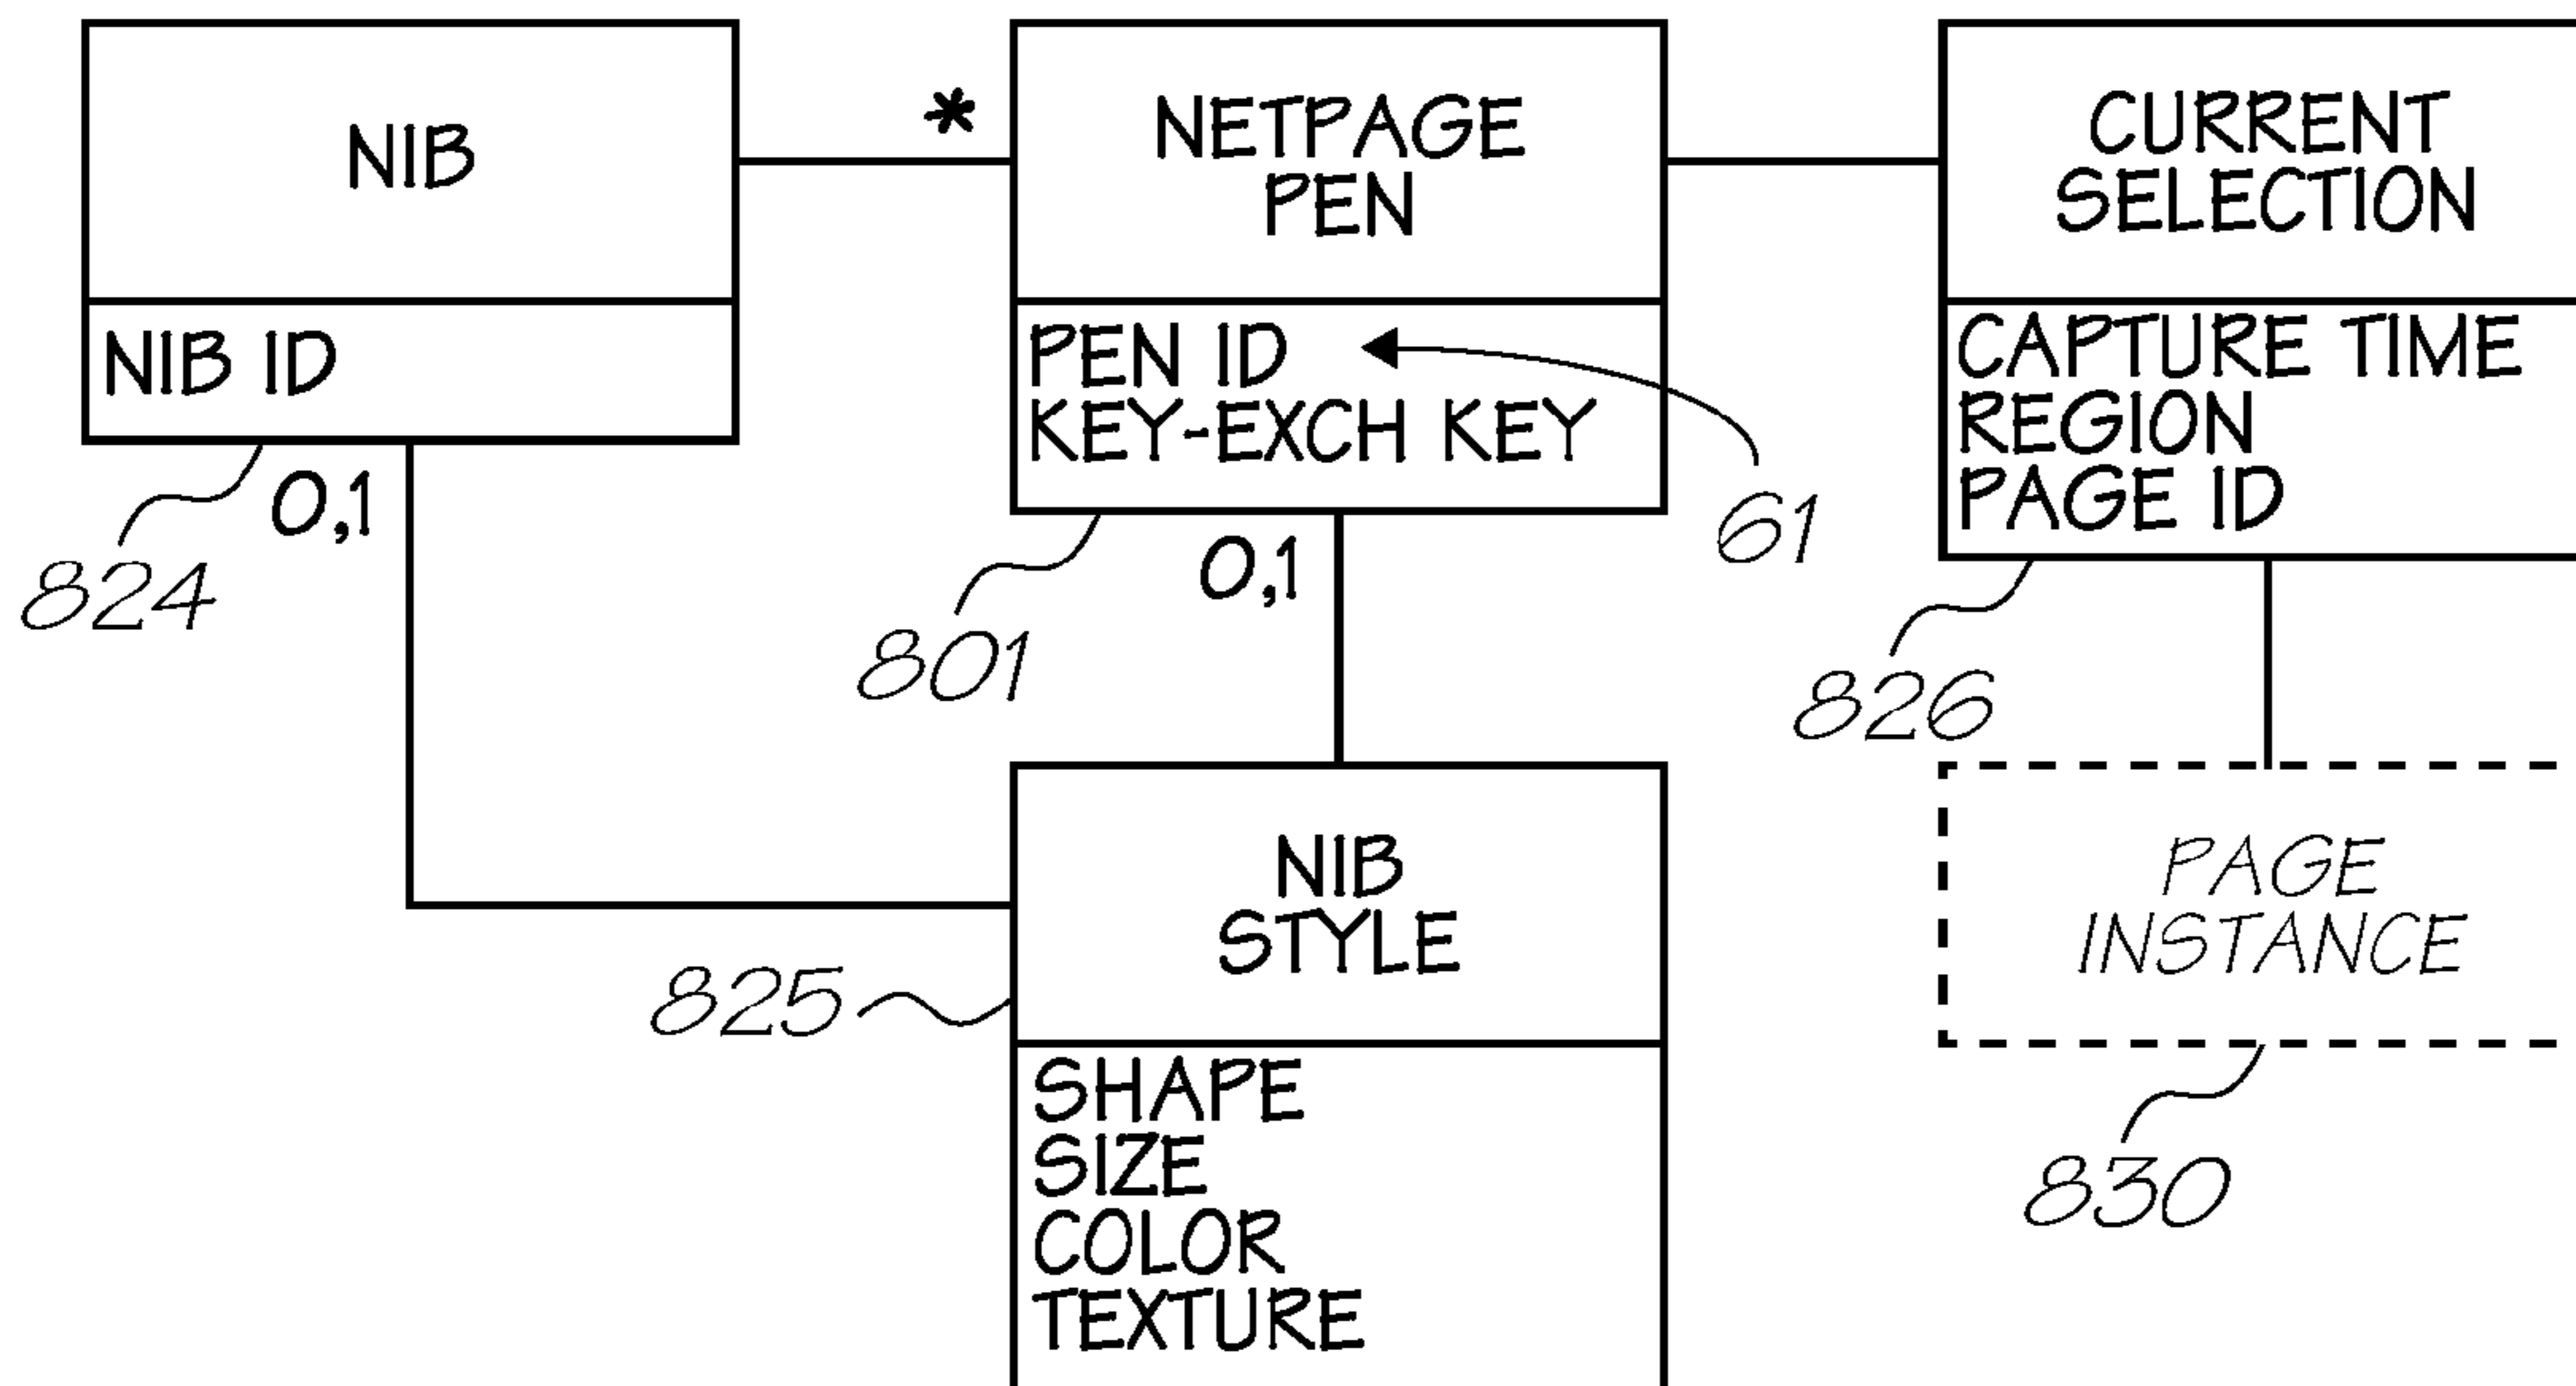 NIB
NIB ID
0,1
824
*
NETPAGE
PEN
PEN ID
KEY-EXCH KEY
61
0,1
801
CURRENT
SELECTION
CAPTURE TIME
REGION
PAGE ID
826
NIB
STYLE
825
SHAPE
SIZE
COLOR
TEXTURE
PAGE
INSTANCE
830